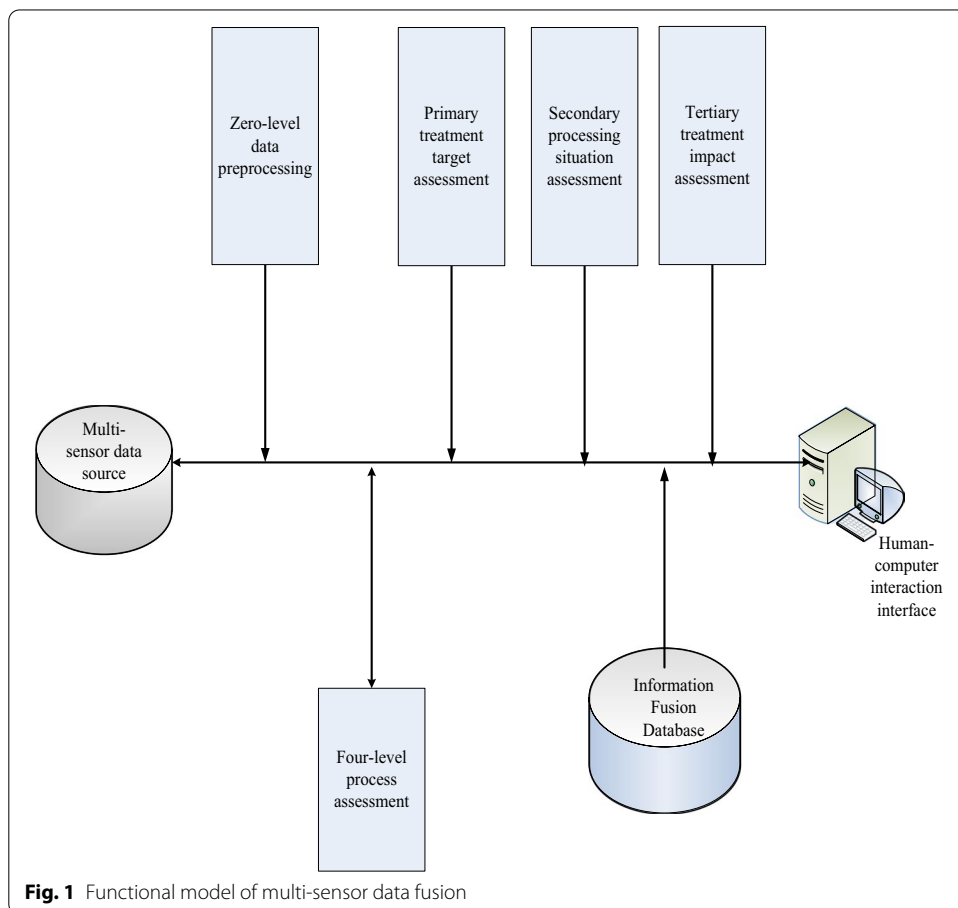 Zero-level
data
preprocessing
Primary
treatment
target
assessment
Secondary
processing
situation
assessment
Tertiary
treatment
impact
assessment
Multi-
sensor data
source
Human-
computer
interaction
interface
Four-level
process
assessment
Information
Fusion
Database
Fig. 1 Functional model of multi-sensor data fusion